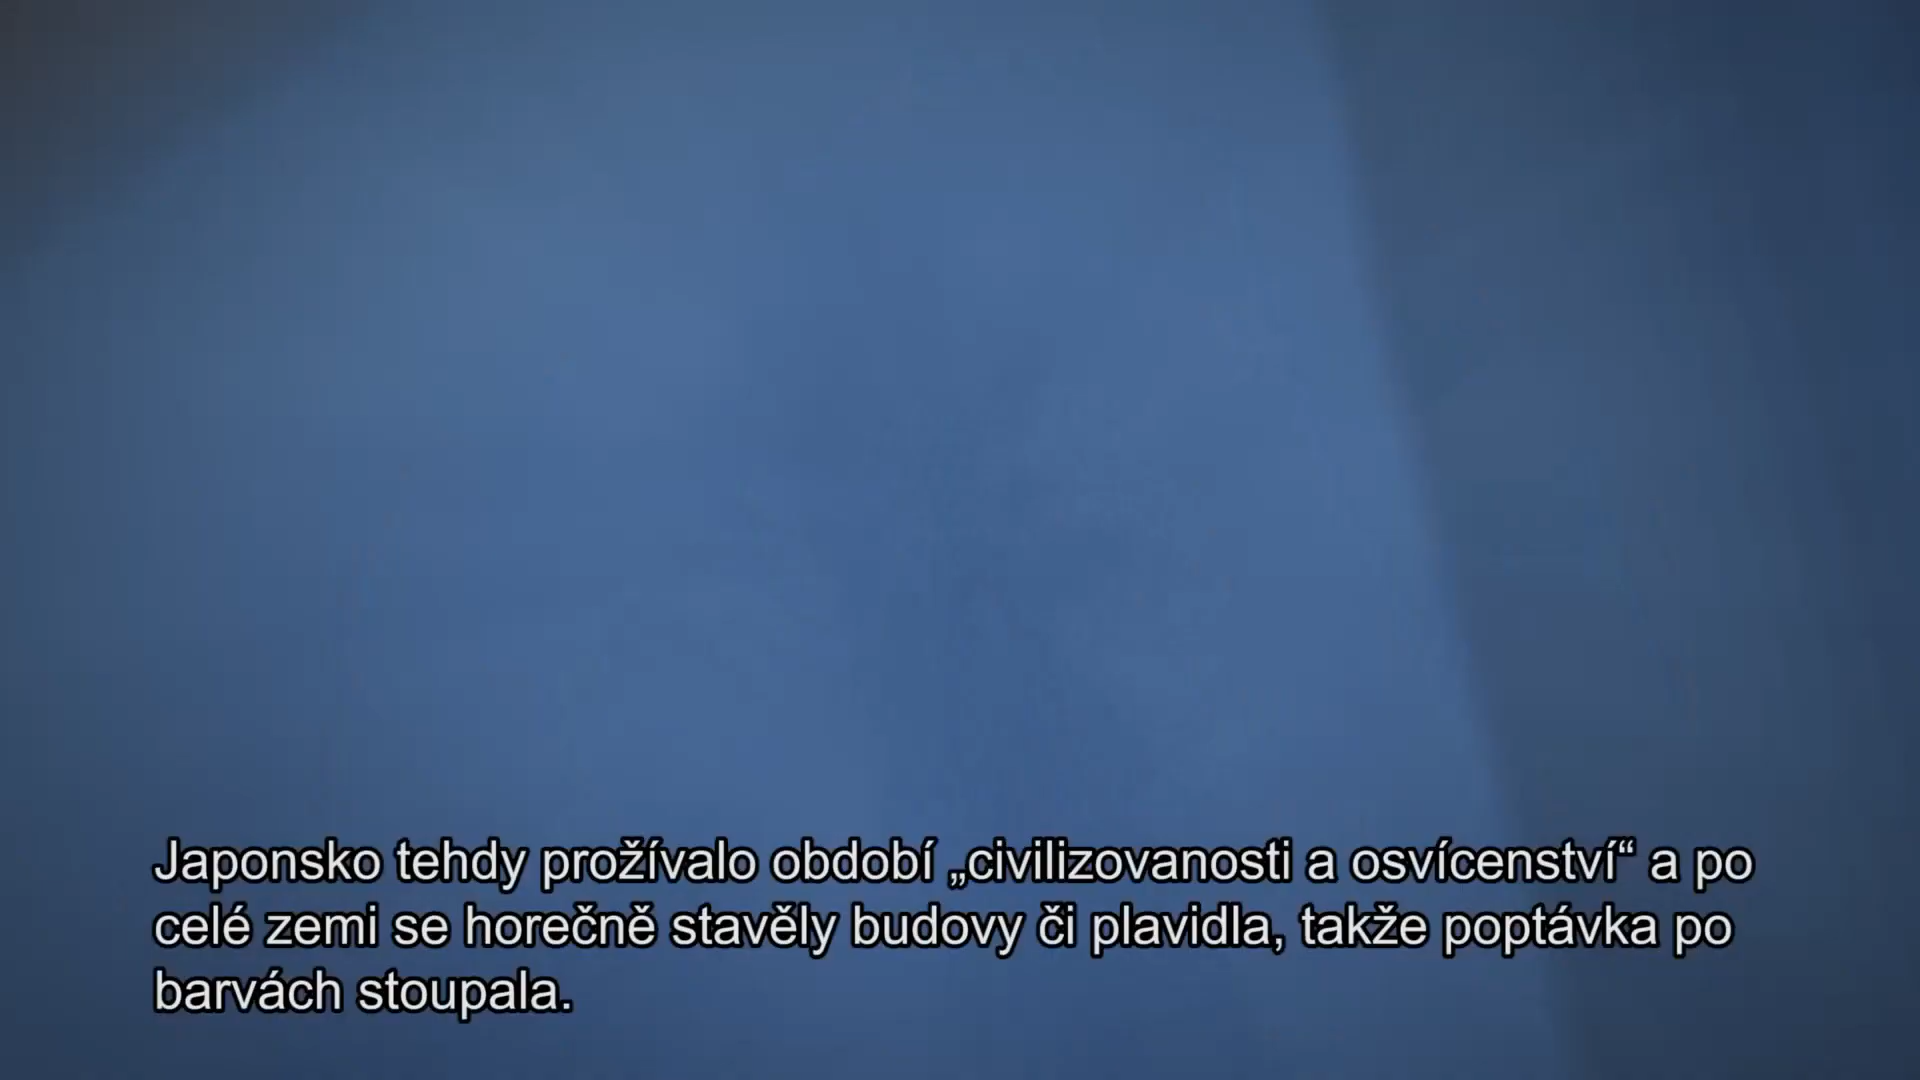 Japonsko tehdy prožívalo období „civilizovanosti a osvícenství“ a po
celé zemi se horečně stavěly budovy či plavidla, takže poptávka po
barvách stoupala.